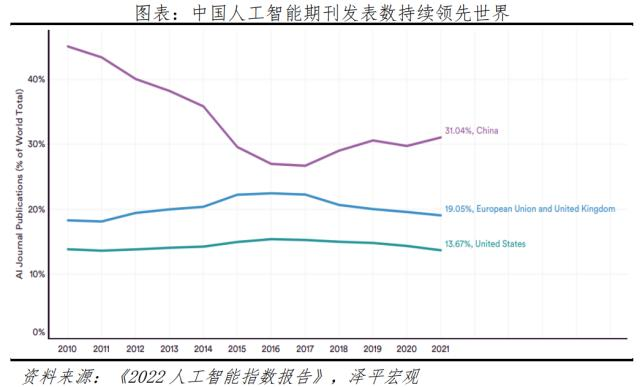 图表：中国人工智能期刊发表数持续领先世界
AI Journal Publications (% of World Total)
40%
30%
20%
10%
0%
31.04%, China
19.05%, European Union and United Kingdom
13.67%, United States
2010 2011 2012 2013 2014 2015 2016 2017 2018 2019 2020 2021
资料来源：《2022人工智能指数报告》，泽平宏观